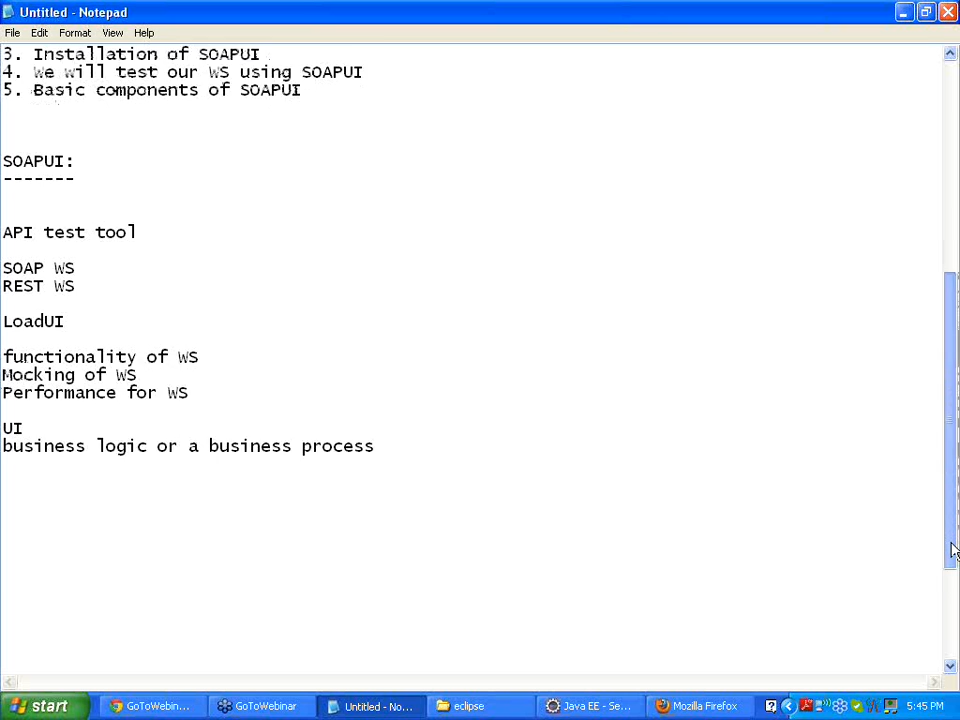 Untitled - Notepad
File Edit Format View Help
3. Installation of SOAPUI
4. We will test our WS using SOAPUI
5. Basic components of SOAPUI
SOAPUI:
-------
API test tool
SOAP WS
REST WS
LoadUI
functionality of WS
Mocking of WS
Performance for WS
UI
business logic or a business process
start GoToWebin... GoToWebinar Untitled - No... eclipse Java EE - Se... Mozilla Firefox 5:45 PM